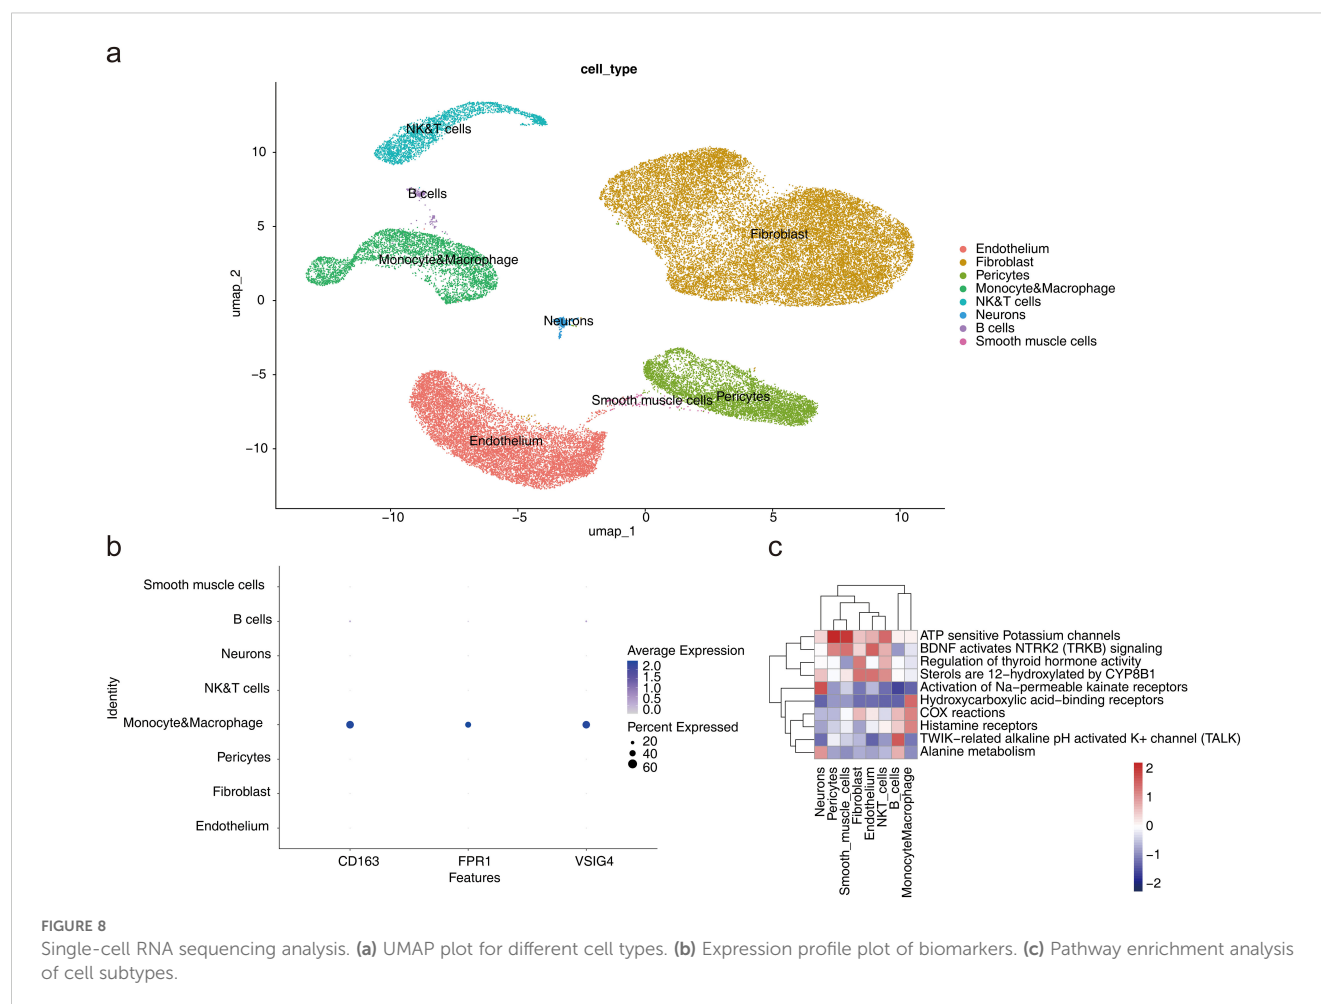 a
cell_type
NK&T cells
B cells
Monocyte&Macrophage
Fibroblast
Neurons
Smooth muscle cells
Pericytes
Endothelium
10
5
0
−5
−10
umap_2
−10
−5
0
5
10
umap_1
Endothelium
Fibroblast
Pericytes
Monocyte&Macrophage
NK&T cells
Neurons
B cells
Smooth muscle cells
b
Smooth muscle cells
B cells
Neurons
NK&T cells
Monocyte&Macrophage
Pericytes
Fibroblast
Endothelium
Identity
CD163
FPR1
VSIG4
Features
Average Expression
2.0
1.5
1.0
0.5
0.0
Percent Expressed
20
40
60
c
ATP sensitive Potassium channels
BDNF activates NTRK2 (TRKB) signaling
Regulation of thyroid hormone activity
Sterols are 12−hydroxylated by CYP8B1
Activation of Na−permeable kainate receptors
Hydroxycarboxylic acid−binding receptors
COX reactions
Histamine receptors
TWIK−related alkaline pH activated K+ channel (TALK)
Alanine metabolism
Neurons
Pericytes
Smooth_muscle_cells
Fibroblast
Endothelium
NKT_cells
B_cells
MonocyteMacrophage
2
1
0
−1
−2
FIGURE 8
Single-cell RNA sequencing analysis. (a) UMAP plot for different cell types. (b) Expression profile plot of biomarkers. (c) Pathway enrichment analysis
of cell subtypes.